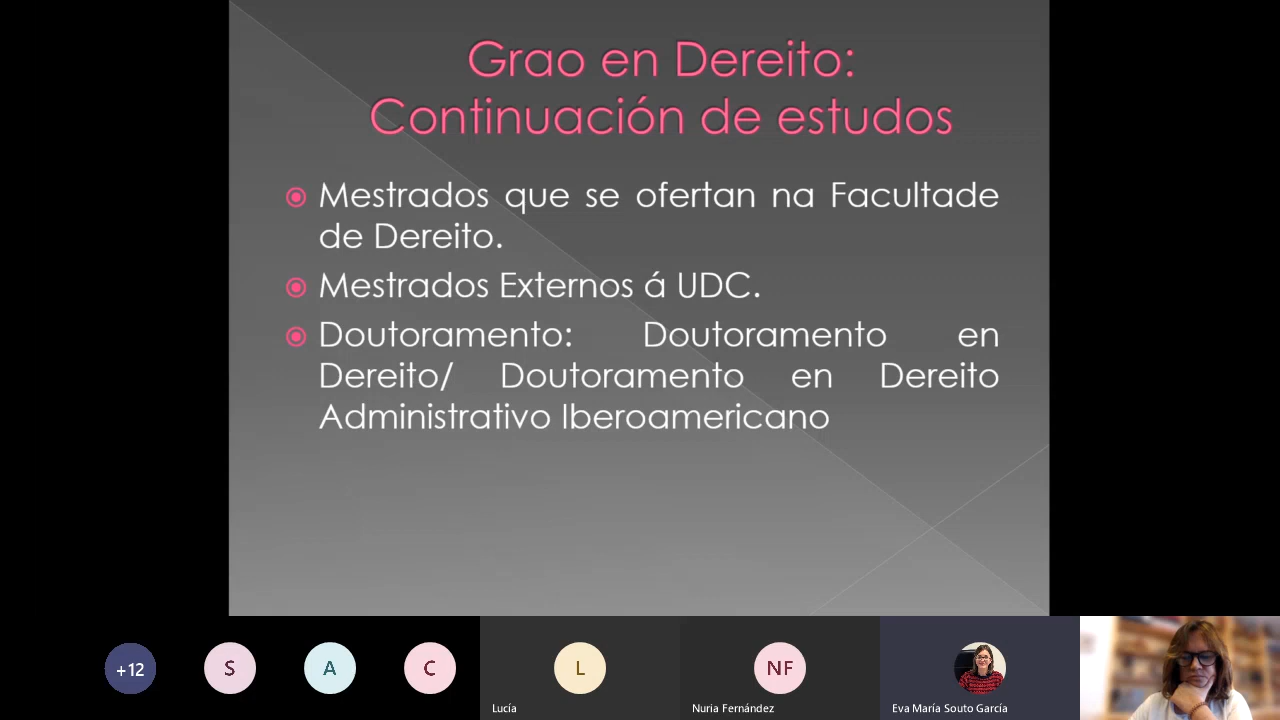 Grao en Dereito:
Continuación de estudos
Mestrados que se ofertan na Facultade
de Dereito.
Mestrados Externos á UDC.
Doutoramento: Doutoramento en
Dereito/ Doutoramento en Dereito
Administrativo Iberoamericano
+12
S
A
C
L
NF
Lucía
Nuria Fernández
Eva María Souto García